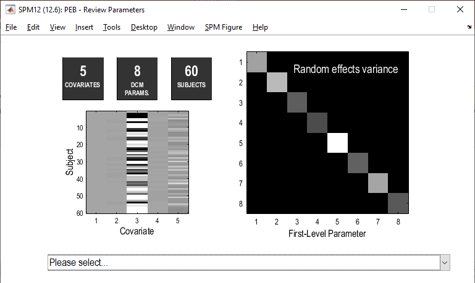 SPM12 (12.6): PEB - Review Parameters
File Edit View Insert Tools Desktop Window SPM Figure Help
5
COVARIATES
8
DCM
PARAMS.
60
SUBJECTS
Random effects variance
1
2
3
4
5
6
7
8
1 2 3 4 5 6 7 8
First-Level Parameter
Subject
10
20
30
40
50
60
1 2 3 4 5
Covariate
Please select...